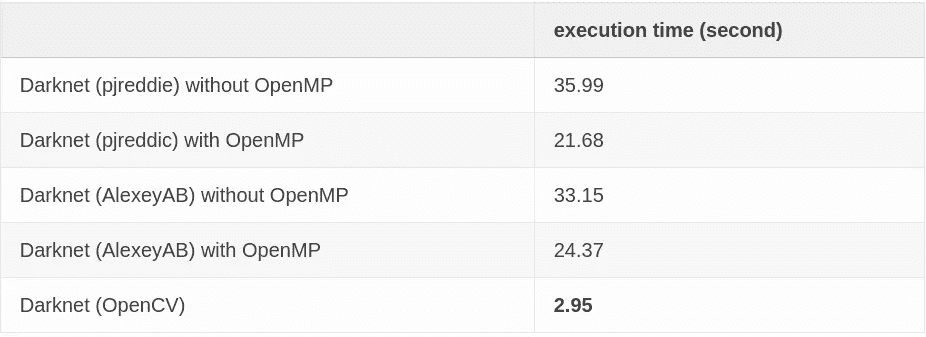 execution time (second)
Darknet (pjreddie) without OpenMP 35.99
Darknet (pjreddic) with OpenMP 21.68
Darknet (AlexeyAB) without OpenMP 33.15
Darknet (AlexeyAB) with OpenMP 24.37
Darknet (OpenCV) 2.95